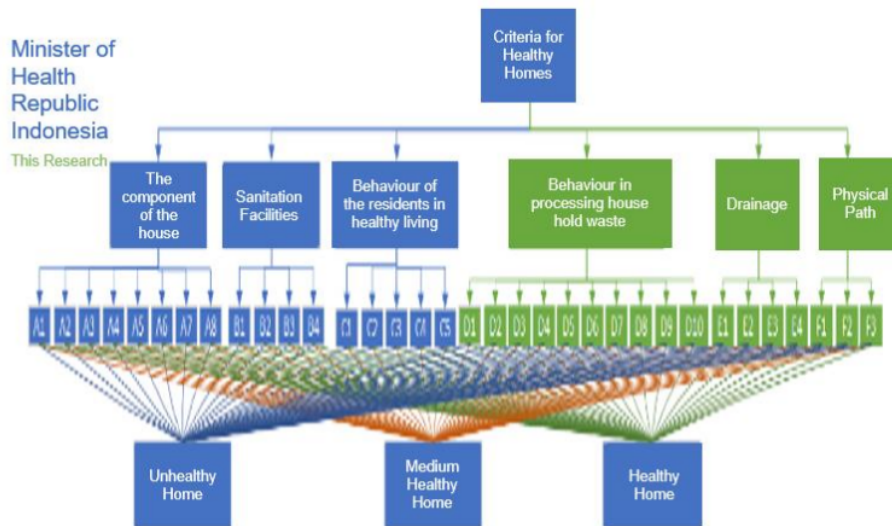 Criteria for
Healthy
Homes
Minister of
Health
Republic
Indonesia
This Research
The
component
of the
house
Sanitation
Facilities
Behaviour of
the residents in
healthy living
Behaviour in
processing house
hold waste
Drainage
Physical
Path
A1
A2
A3
A4
A5
A6
A7
A8
B1
B2
B3
B4
C1
C2
C3
C4
C5
D1
D2
D3
D4
D5
D6
D7
D8
D9
D10
E1
E2
E3
E4
F1
F2
F3
Unhealthy
Home
Medium
Healthy
Home
Healthy
Home